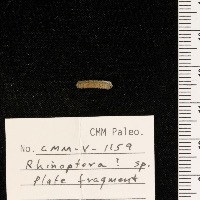 CMM Paleo.
No. CMM-V-1159
Rhinoptera ? sp.
Plate fragment